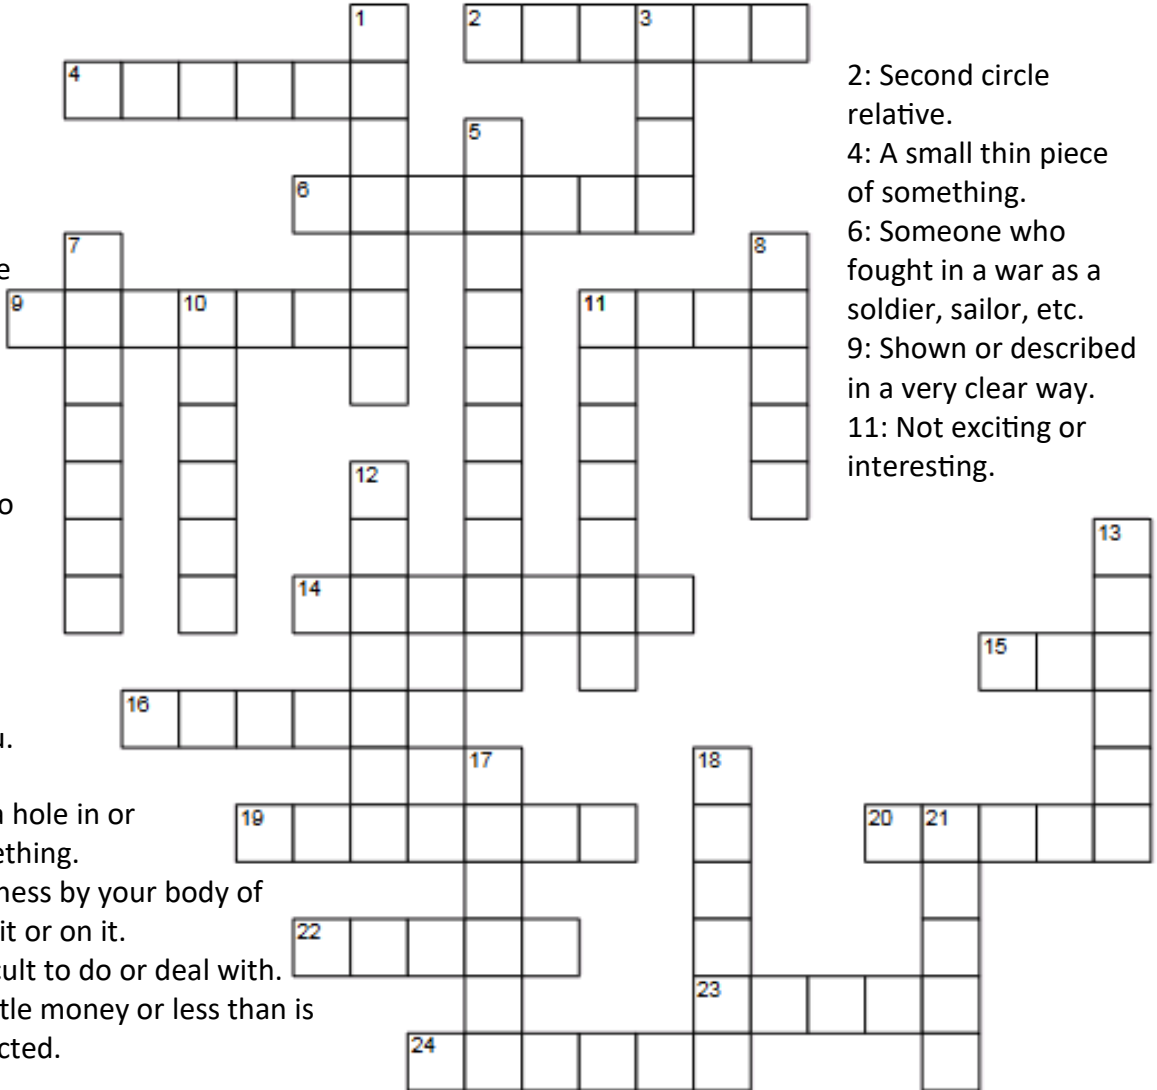 1 2 3
4
5
6
7 8
9 10 11
12
13
14
15
16
17 18
19 20 21
22
23
24
2: Second circle
relative.
4: A small thin piece
of something.
6: Someone who
fought in a war as a
soldier, sailor, etc.
9: Shown or described
in a very clear way.
11: Not exciting or
interesting.
e
o
u.
hole in or
ething.
ness by your body of
it or on it.
cult to do or deal with.
tle money or less than is
cted.